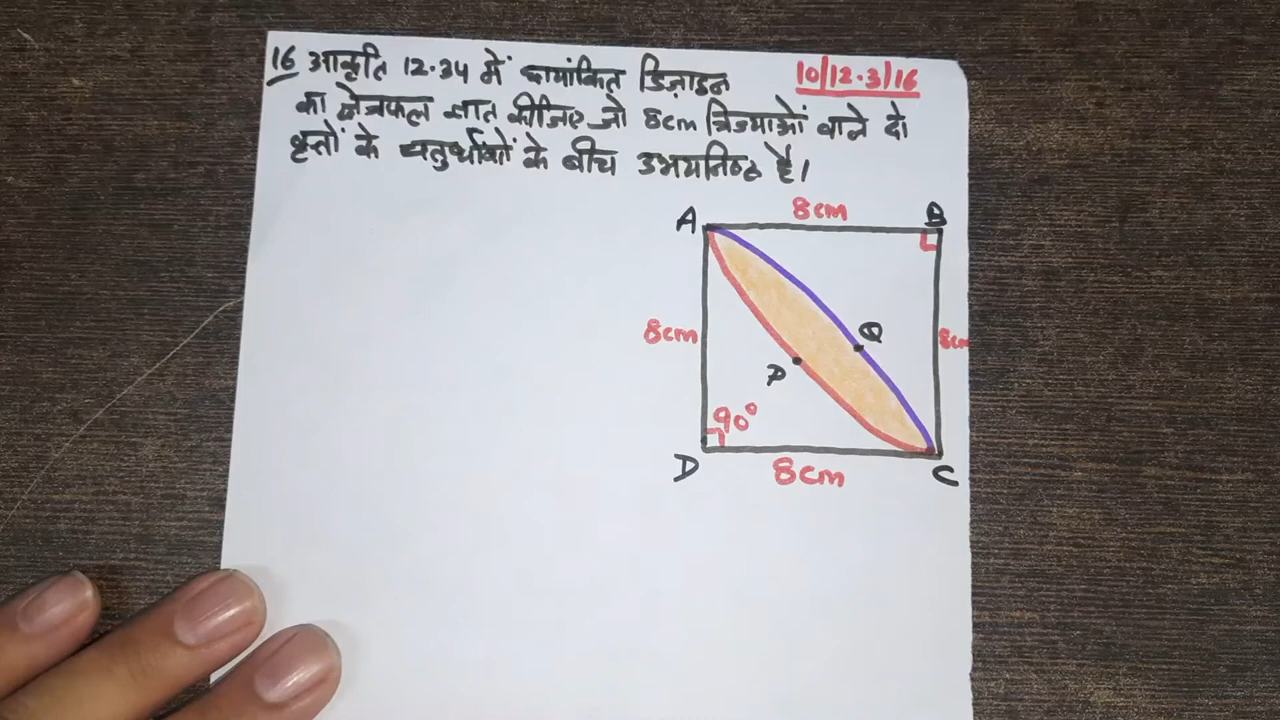 16 आकृति 12.34 में छायांकित डिज़ाइन
10/12.3/16
का क्षेत्रफल ज्ञात कीजिए जो 8cm त्रिज्याओं वाले दो
वृत्तों के चतुर्थांशों के बीच उभयनिष्ठ है।
8cm
A
B
8cm
8cm
Q
P
90°
D
8cm
C